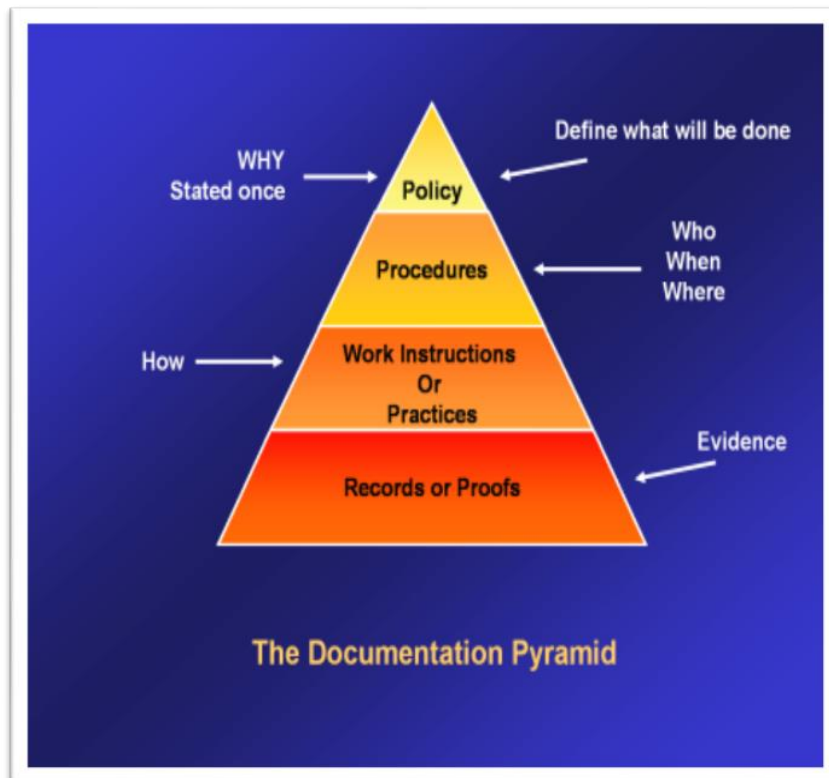 Define what will be done
WHY
Stated once
Policy
Who
When
Where
Procedures
How
Work Instructions
Or
Practices
Evidence
Records or Proofs
The Documentation Pyramid